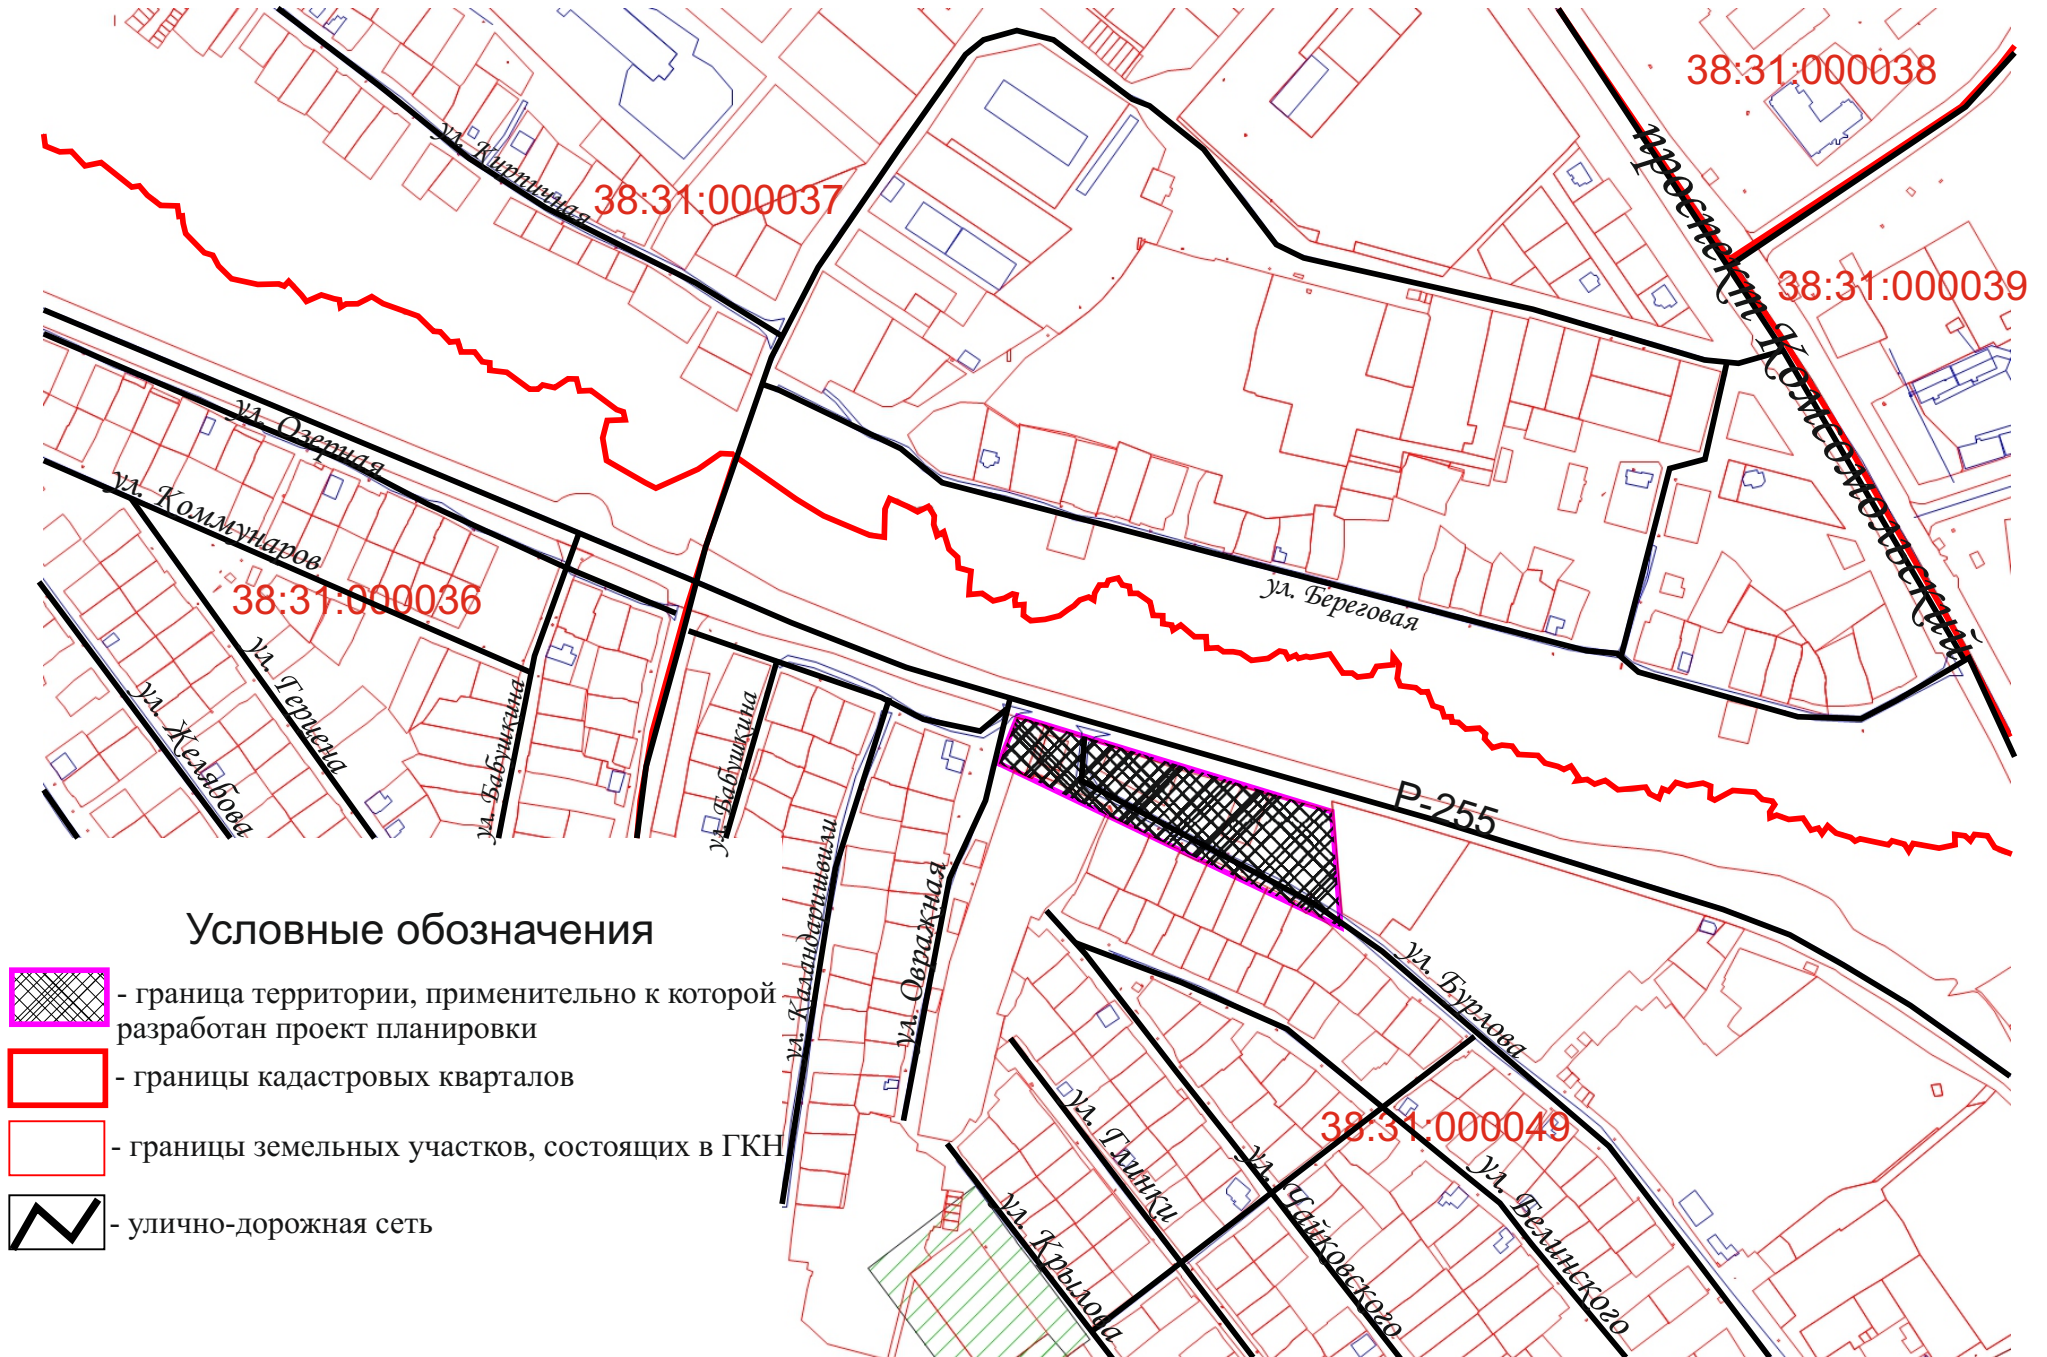 38:31:000038
проспект Комсомольский
ул. Кирпичная
38:31:000037
38:31:000039
ул. Озерная
ул. Коммунаров
38:31:000036
ул. Береговая
ул. Герцена
ул. Желябова
ул. Бабушкина
ул. Бабушкина
Р-255
ул. Каландаришвили
ул. Овражная
ул. Бурлова
38:31:000049
ул. Глинки
ул. Чайковского
ул. Белинского
ул. Крылова
Условные обозначения
- граница территории, применительно к которой
разработан проект планировки
- границы кадастровых кварталов
- границы земельных участков, состоящих в ГКН
- улично-дорожная сеть